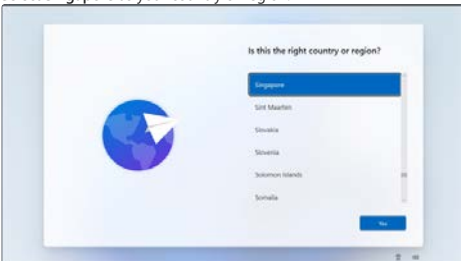 Is this the right country or region?
Singapore
Sint Maarten
Slovakia
Slovenia
Solomon Islands
Somalia
Yes